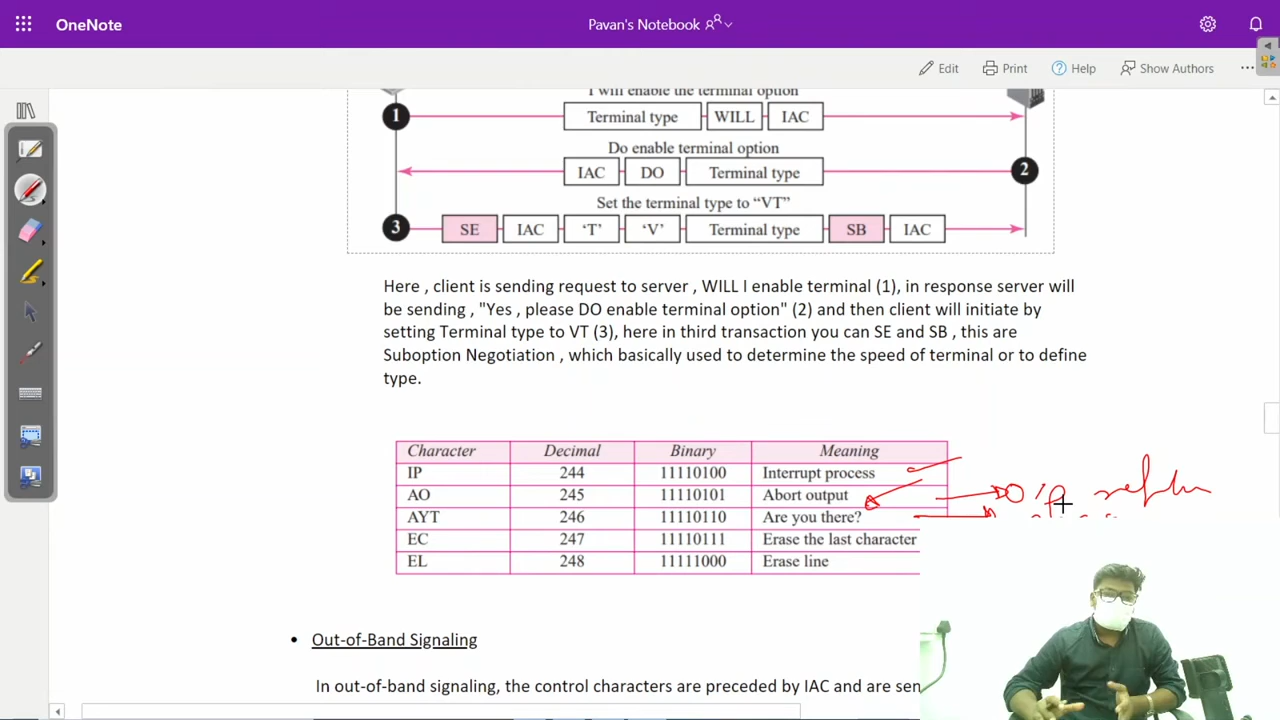 OneNote
Pavan's Notebook
Edit
Print
Help
Show Authors
I will enable the terminal option
1
Terminal type WILL IAC
Do enable terminal option
IAC DO Terminal type
2
Set the terminal type to “VT”
3
SE IAC ‘T’ ‘V’ Terminal type SB IAC
Here , client is sending request to server , WILL I enable terminal (1), in response server will
be sending , "Yes , please DO enable terminal option" (2) and then client will initiate by
setting Terminal type to VT (3), here in third transaction you can SE and SB , this are
Suboption Negotiation , which basically used to determine the speed of terminal or to define
type.
Character Decimal Binary Meaning
IP 244 11110100 Interrupt process
AO 245 11110101 Abort output
AYT 246 11110110 Are you there?
EC 247 11110111 Erase the last character
EL 248 11111000 Erase line
• Out-of-Band Signaling
In out-of-band signaling, the control characters are preceded by IAC and are sen